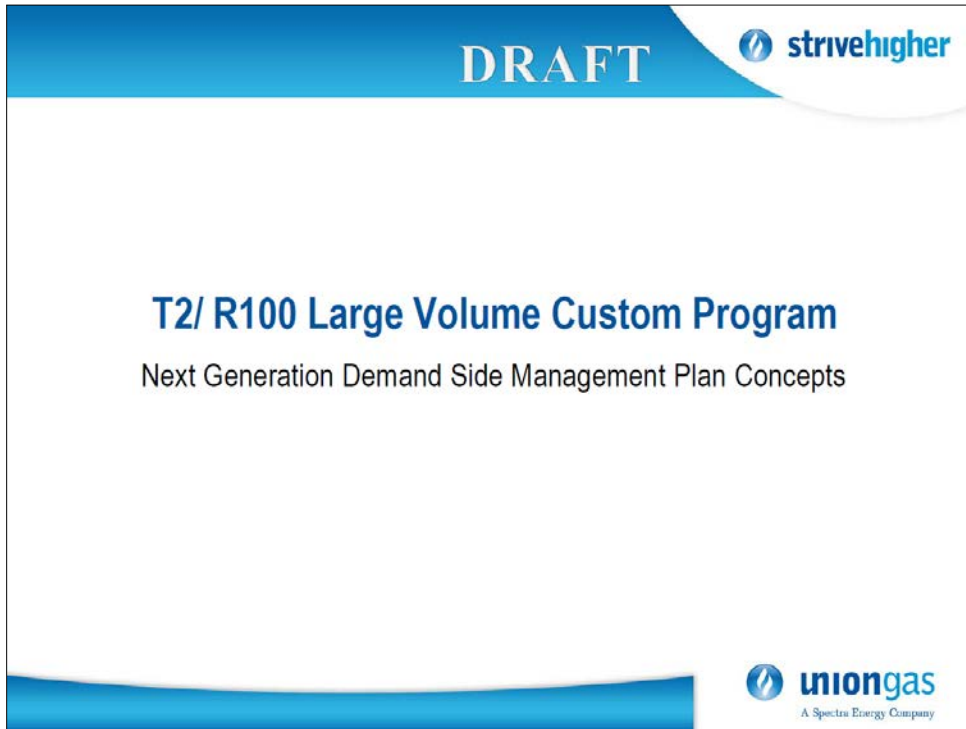 DRAFT
strivehigher
T2/ R100 Large Volume Custom Program
Next Generation Demand Side Management Plan Concepts
uniongas
A Spectra Energy Company